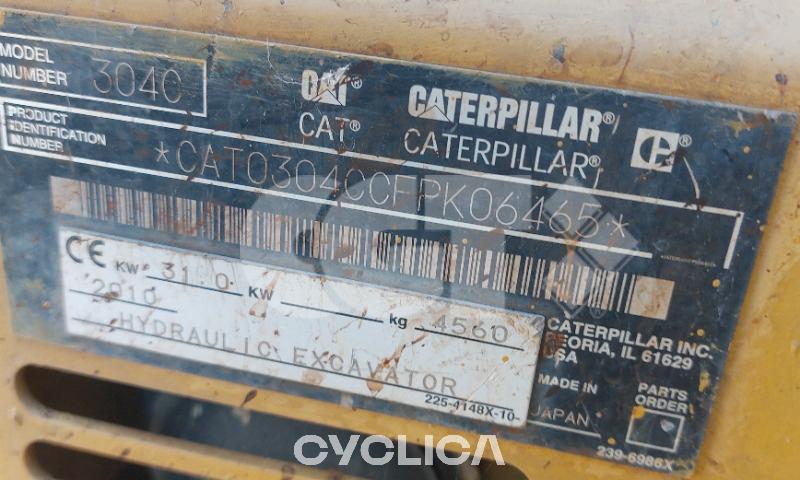 MODEL NUMBER 304C
CAT® CATERPILLAR®
CAT® CATERPILLAR®
PRODUCT IDENTIFICATION NUMBER
*CAT0304CCFPK06465*
CE KW 31.0 KW kg 4560
2010
HYDRAULIC EXCAVATOR
225-4148X-10-
CATERPILLAR INC.
PEORIA, IL 61629
USA
MADE IN JAPAN
PARTS ORDER
239-6986X
CYCLICA